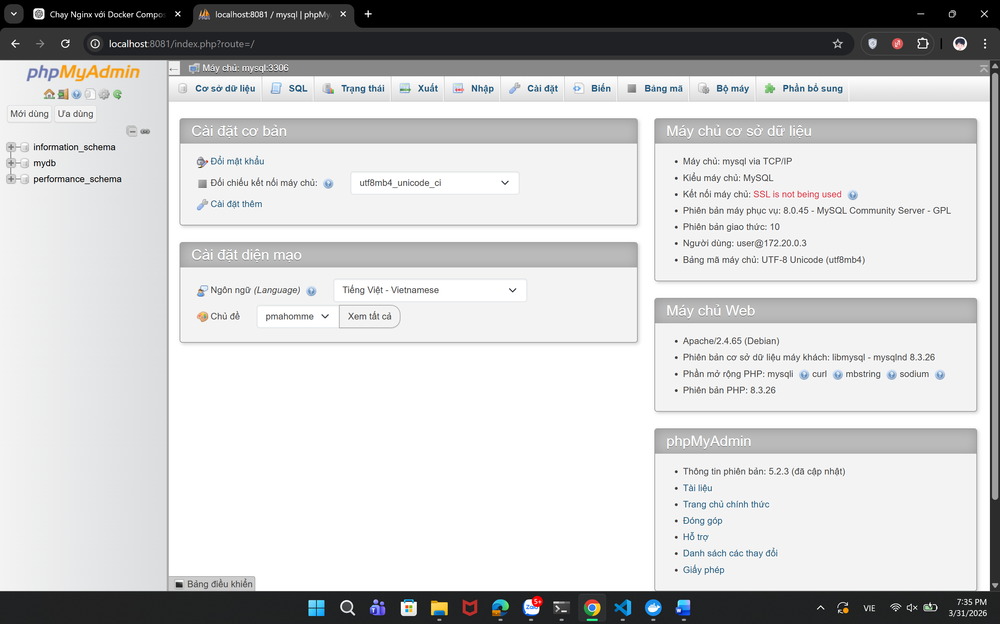 Chạy Nginx với Docker Compos
localhost:8081 / mysql | phpMy
localhost:8081/index.php?route=/
phpMyAdmin
Mới dùng
Ưa dùng
information_schema
mydb
performance_schema
Máy chủ: mysql:3306
Cơ sở dữ liệu
SQL
Trạng thái
Xuất
Nhập
Cài đặt
Biến
Bảng mã
Bộ máy
Phần bổ sung
Cài đặt cơ bản
Đổi mật khẩu
Đối chiếu kết nối máy chủ:
utf8mb4_unicode_ci
Cài đặt thêm
Cài đặt diện mạo
Ngôn ngữ (Language)
Tiếng Việt - Vietnamese
Chủ đề
pmahomme
Xem tất cả
Máy chủ cơ sở dữ liệu
Máy chủ: mysql via TCP/IP
Kiểu máy chủ: MySQL
Kết nối máy chủ: SSL is not being used
Phiên bản máy phục vụ: 8.0.45 - MySQL Community Server - GPL
Phiên bản giao thức: 10
Người dùng: user@172.20.0.3
Bảng mã máy chủ: UTF-8 Unicode (utf8mb4)
Máy chủ Web
Apache/2.4.65 (Debian)
Phiên bản cơ sở dữ liệu máy khách: libmysql - mysqlnd 8.3.26
Phần mở rộng PHP: mysqli curl mbstring sodium
Phiên bản PHP: 8.3.26
phpMyAdmin
Thông tin phiên bản: 5.2.3 (đã cập nhật)
Tài liệu
Trang chủ chính thức
Đóng góp
Hỗ trợ
Danh sách các thay đổi
Giấy phép
Bảng điều khiển
Zalo
5+
VIE
7:35 PM
3/31/2026